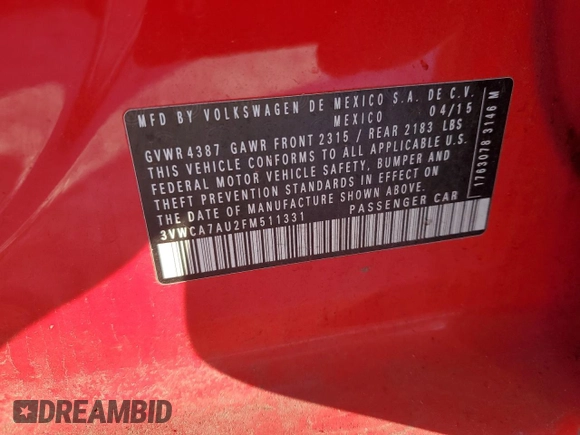 MFD BY VOLKSWAGEN DE MEXICO S.A. DE C.V.
MEXICO 04/15
GVWR 4387 GAWR FRONT 2315 / REAR 2183 LBS
THIS VEHICLE CONFORMS TO ALL APPLICABLE U.S.
FEDERAL MOTOR VEHICLE SAFETY, BUMPER AND
THEFT PREVENTION STANDARDS IN EFFECT ON
THE DATE OF MANUFACTURE SHOWN ABOVE.
3VWCA7AU2FM511331 PASSENGER CAR
1763078 3146 M
DREAMBID